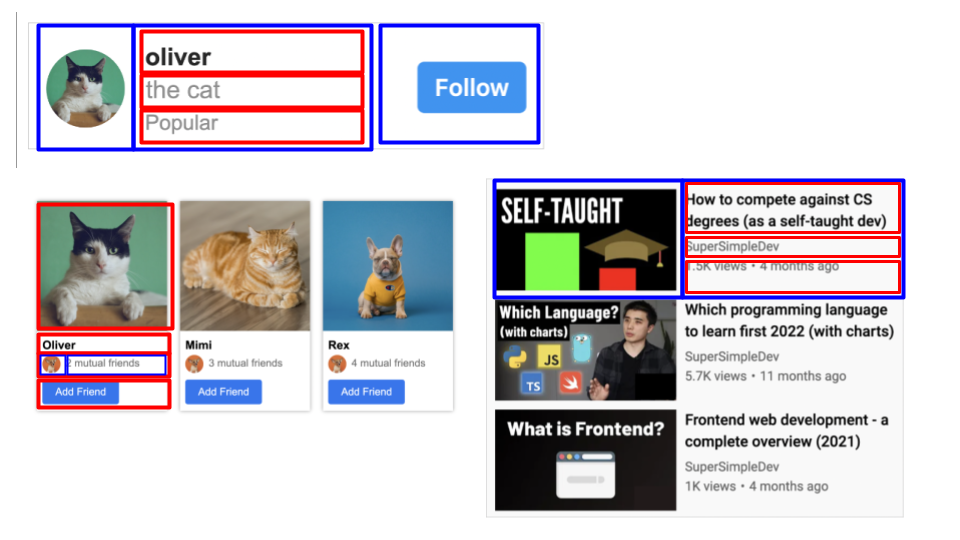 oliver
the cat
Popular
Follow
Oliver
2 mutual friends
Add Friend
Mimi
3 mutual friends
Add Friend
Rex
4 mutual friends
Add Friend
SELF-TAUGHT
How to compete against CS
degrees (as a self-taught dev)
SuperSimpleDev
1.5K views • 4 months ago
Which Language?
(with charts)
JS
TS
Which programming language
to learn first 2022 (with charts)
SuperSimpleDev
5.7K views • 11 months ago
What is Frontend?
Frontend web development - a
complete overview (2021)
SuperSimpleDev
1K views • 4 months ago